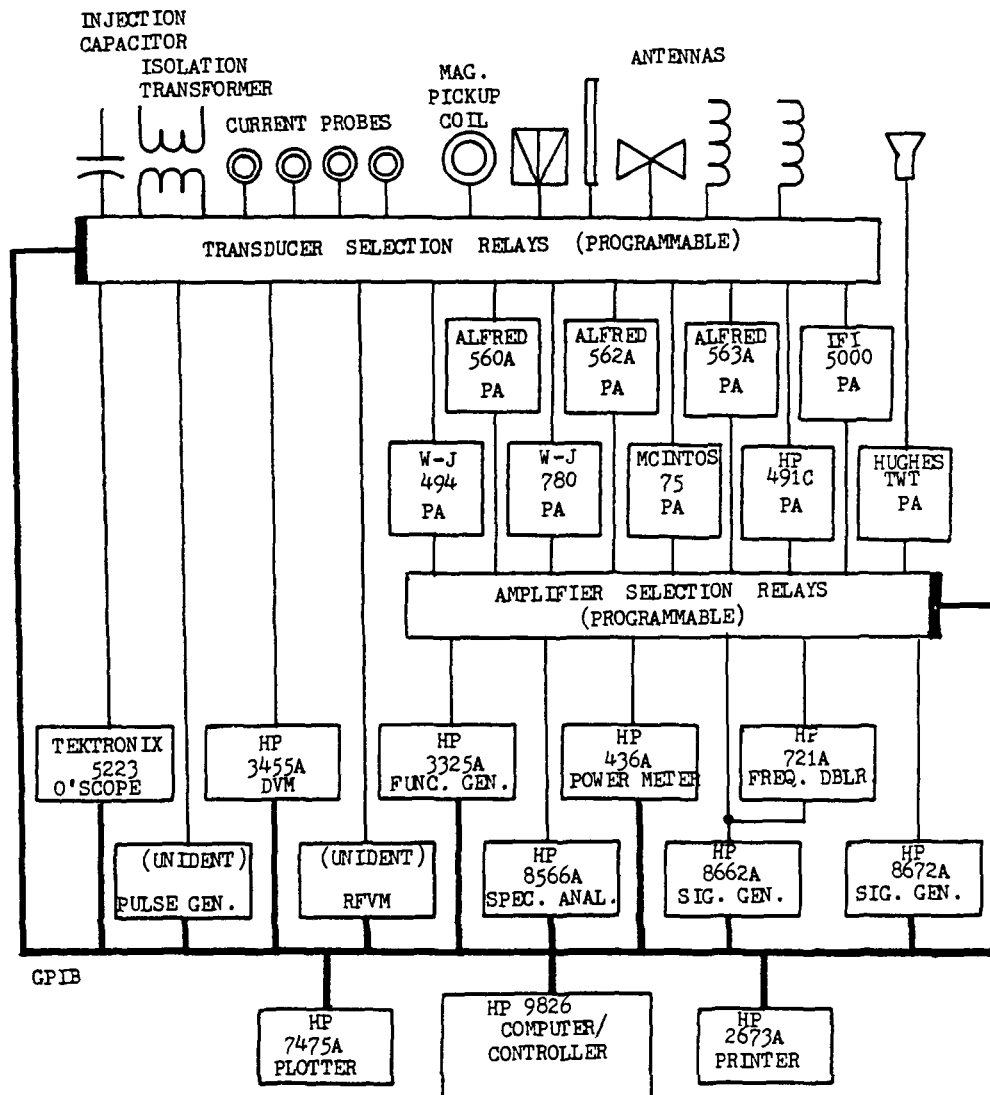 INJECTION
CAPACITOR
ISOLATION
TRANSFORMER
CURRENT PROBES
MAG.
PICKUP
COIL
ANTENNAS
TRANSDUCER SELECTION RELAYS (PROGRAMMABLE)
ALFRED
560A
PA
ALFRED
562A
PA
ALFRED
563A
PA
IFI
5000
PA
W-J
494
PA
W-J
780
PA
MCINTOS
75
PA
HP
491C
PA
HUGHES
TWT
PA
AMPLIFIER SELECTION RELAYS
(PROGRAMMABLE)
TEKTRONIX
5223
O'SCOPE
HP
3455A
DVM
HP
3325A
FUNC. GEN.
HP
436A
POWER METER
HP
721A
FREQ. DBLR
(UNIDENT)
PULSE GEN.
(UNIDENT)
RFVM
HP
8566A
SPEC. ANAL.
HP
8662A
SIG. GEN.
HP
8672A
SIG. GEN.
GPIB
HP
7475A
PLOTTER
HP 9826
COMPUTER/
CONTROLLER
HP
2673A
PRINTER